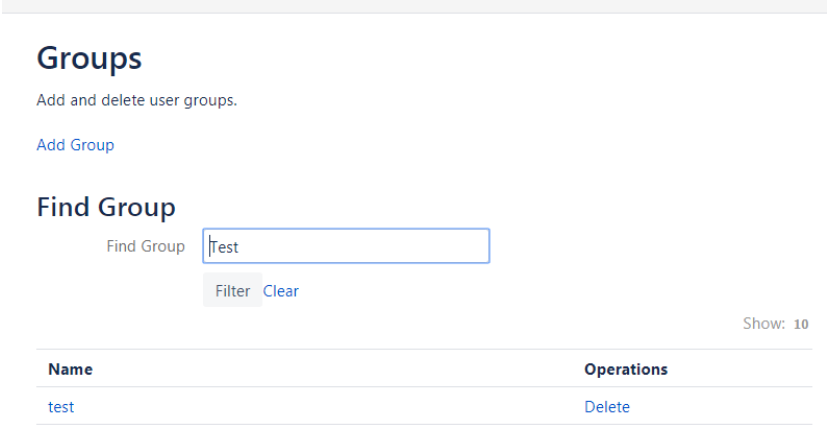 Groups
Add and delete user groups.
Add Group
Find Group
Find Group Test
Filter Clear
Show: 10
Name Operations
test Delete